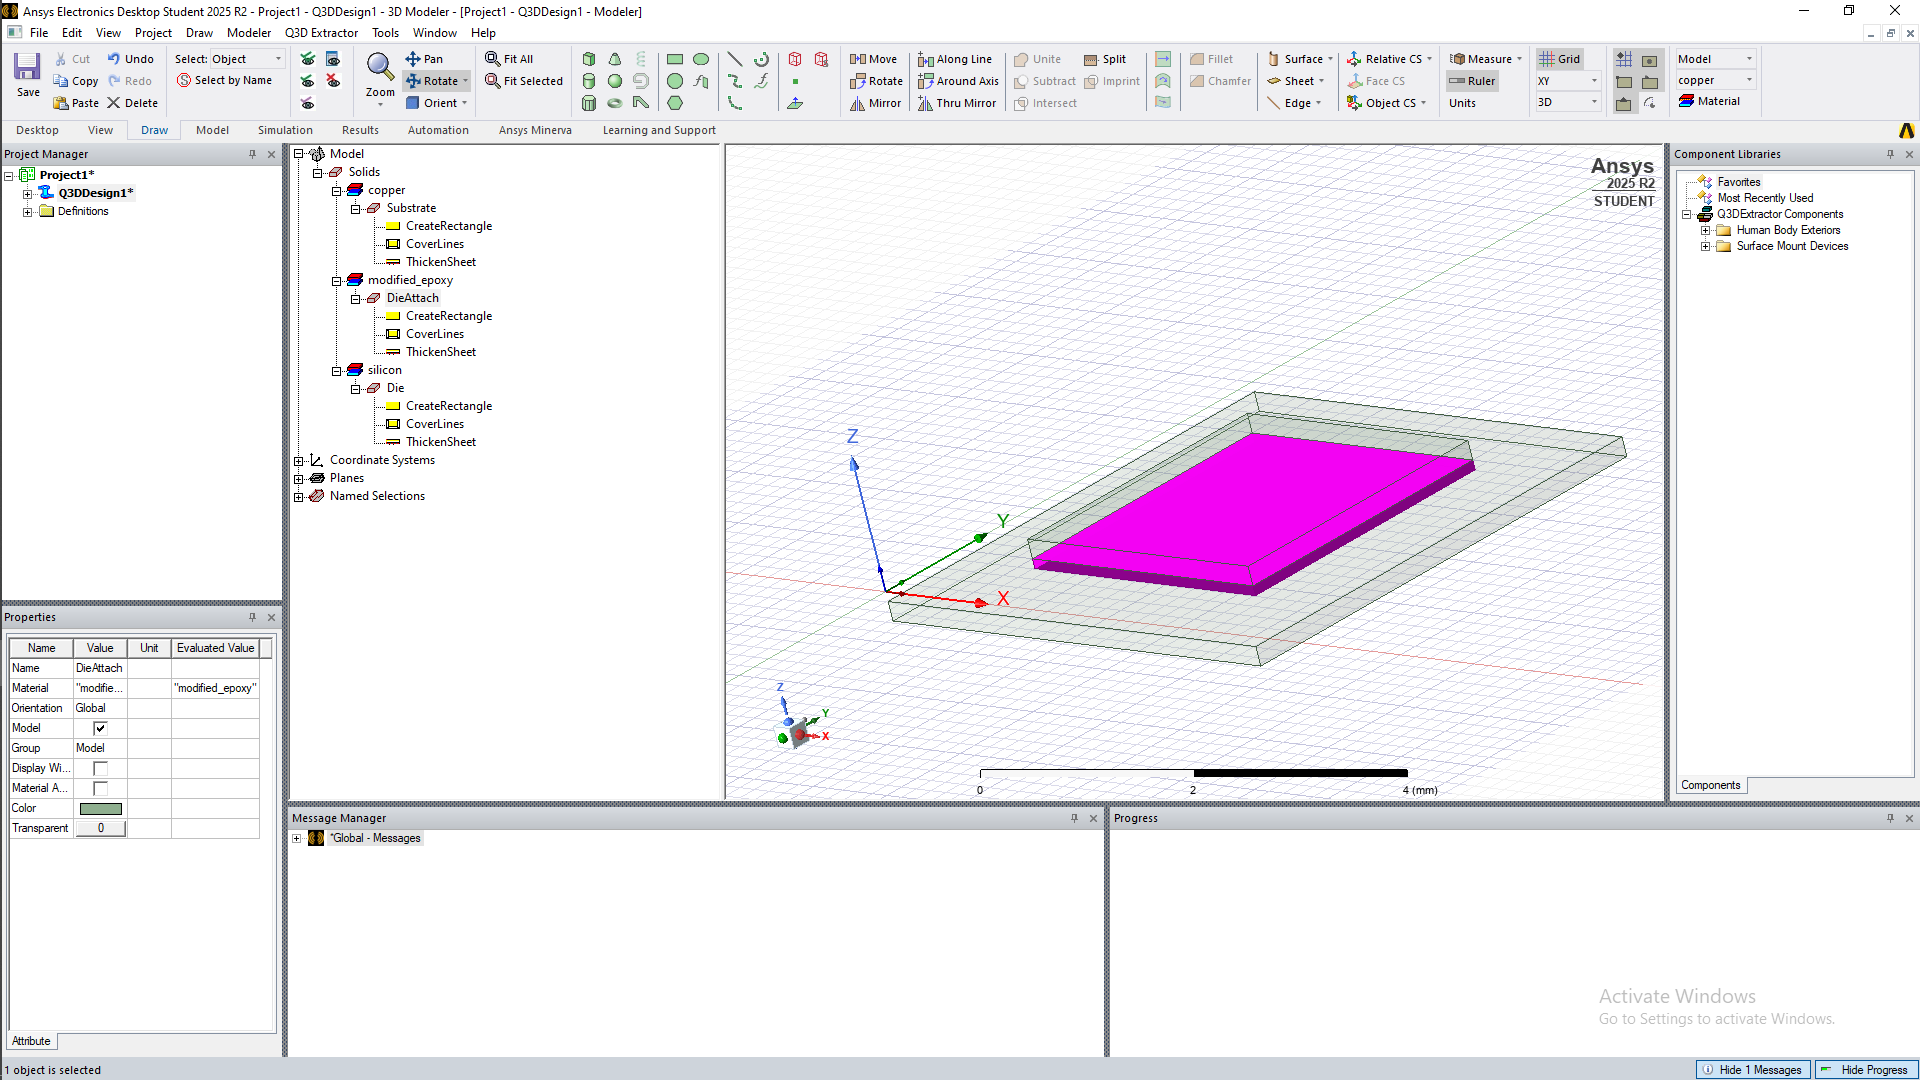 Ansys Electronics Desktop Student 2025 R2 - Project1 - Q3DDesign1 - 3D Modeler - [Project1 - Q3DDesign1 - Modeler]
File Edit View Project Draw Modeler Q3D Extractor Tools Window Help
Save
Cut
Copy
Paste
Undo
Redo
Delete
Select: Object
Select by Name
Zoom
Pan
Rotate
Orient
Fit All
Fit Selected
Move
Rotate
Mirror
Along Line
Around Axis
Thru Mirror
Unite
Subtract
Intersect
Split
Imprint
Fillet
Chamfer
Surface
Sheet
Edge
Relative CS
Face CS
Object CS
Measure
Ruler
Units
Grid
XY
3D
Model
copper
Material
Desktop View Draw Model Simulation Results Automation Ansys Minerva Learning and Support
Project Manager
Project1*
Q3DDesign1*
Definitions
Model
Solids
copper
Substrate
CreateRectangle
CoverLines
ThickenSheet
modified_epoxy
DieAttach
CreateRectangle
CoverLines
ThickenSheet
silicon
Die
CreateRectangle
CoverLines
ThickenSheet
Coordinate Systems
Planes
Named Selections
Ansys
2025 R2
STUDENT
Z
Y
X
Z
Y
X
0 2 4 (mm)
Component Libraries
Favorites
Most Recently Used
Q3DExtractor Components
Human Body Exteriors
Surface Mount Devices
Components
Properties
Name Value Unit Evaluated Value
Name DieAttach
Material "modifie... "modified_epoxy"
Orientation Global
Model
Group Model
Display Wi...
Material A...
Color
Transparent 0
Attribute
Message Manager
*Global - Messages
Progress
Activate Windows
Go to Settings to activate Windows.
1 object is selected
Hide 1 Messages
Hide Progress